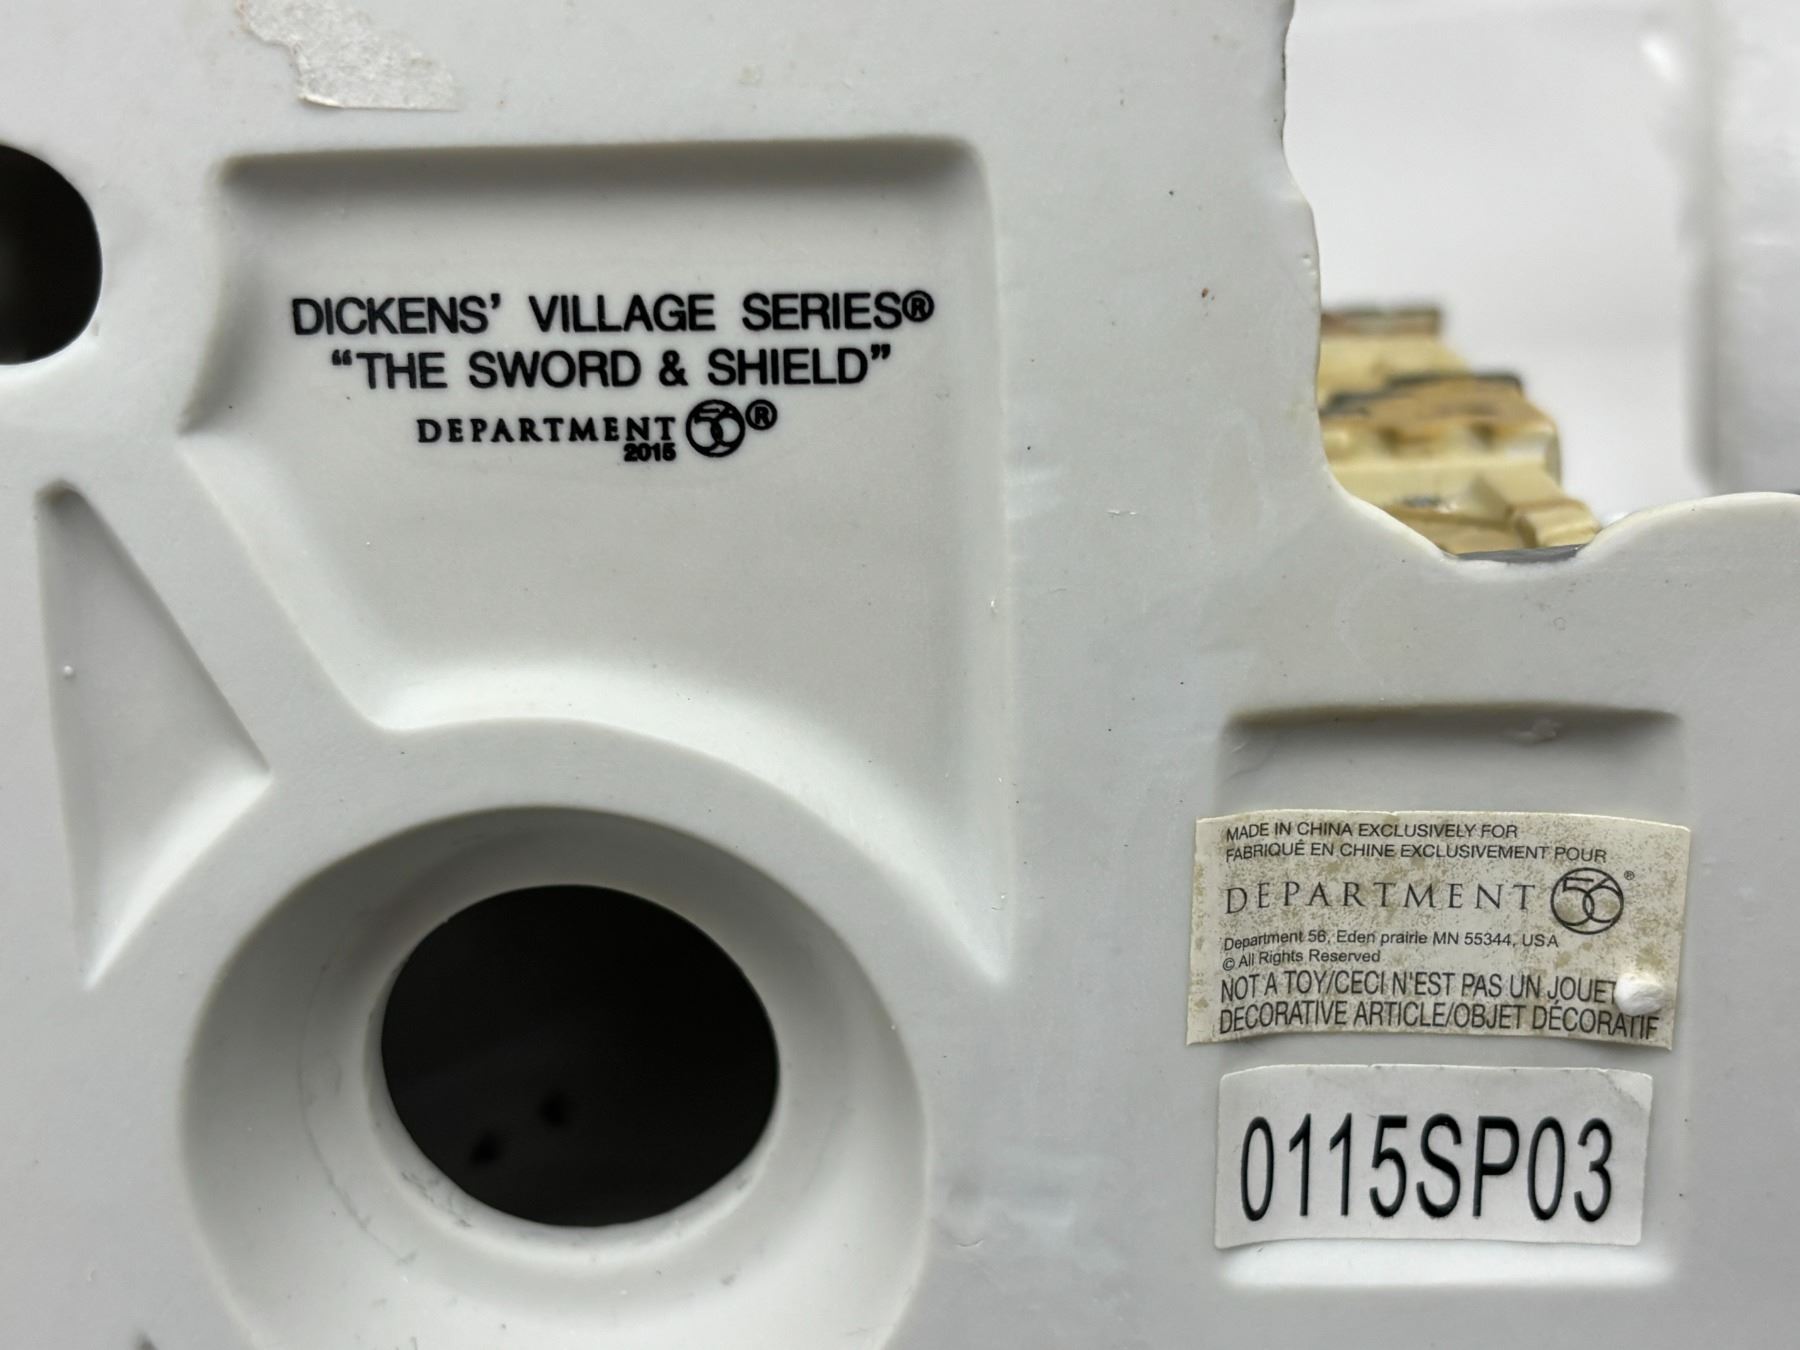 DICKENS’ VILLAGE SERIES®
“THE SWORD & SHIELD”
DEPARTMENT 56®
2015
MADE IN CHINA EXCLUSIVELY FOR
FABRIQUÉ EN CHINE EXCLUSIVEMENT POUR
DEPARTMENT 56®
Department 56, Eden prairie MN 55344, USA
© All Rights Reserved
NOT A TOY/CECI N'EST PAS UN JOUET
DECORATIVE ARTICLE/OBJET DÉCORATIF
0115SP03